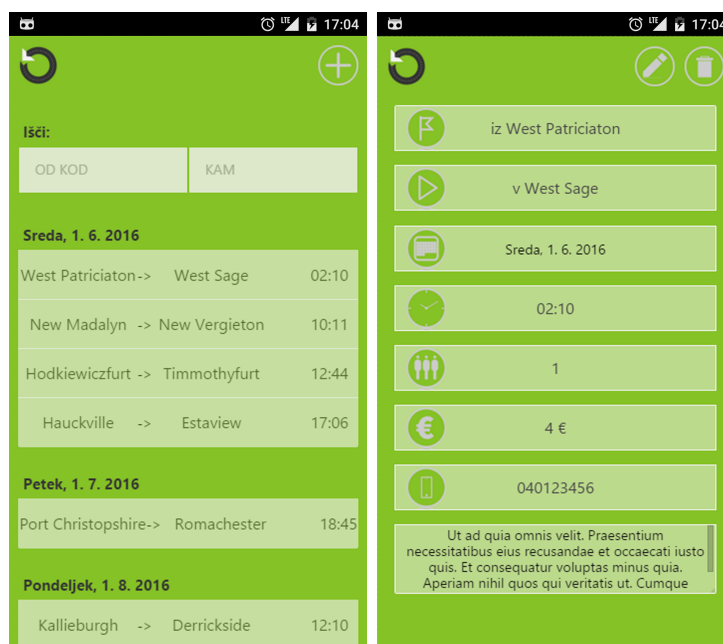 LTE 17:04
Išči:
OD KOD KAM
Sreda, 1. 6. 2016
West Patriciaton-> West Sage 02:10
New Madalyn -> New Vergieton 10:11
Hodkiewiczfurt -> Timmothyfurt 12:44
Hauckville -> Estaview 17:06
Petek, 1. 7. 2016
Port Christopshire-> Romachester 18:45
Pondeljek, 1. 8. 2016
Kallieburgh -> Derrickside 12:10
LTE 17:04
iz West Patriciaton
v West Sage
Sreda, 1. 6. 2016
02:10
1
€ 4 €
040123456
Ut ad quia omnis velit. Praesentium
necessitatibus eius recusandae et occaecati iusto
quis. Et consequatur voluptas minus quia.
Aperiam nihil quos qui veritatis ut. Cumque